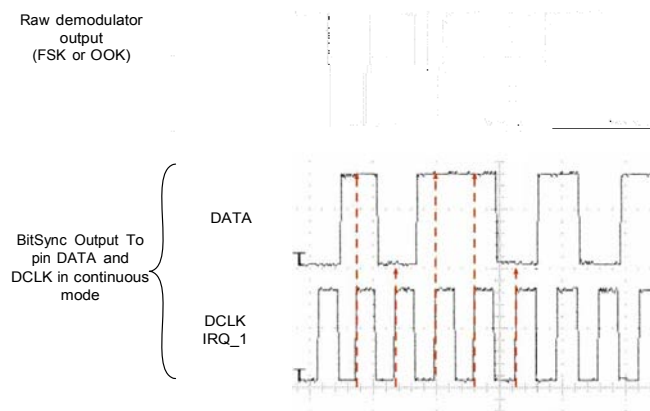 Raw demodulator
output
(FSK or OOK)
DATA
BitSync Output To
pin DATA and
DCLK in continuous
mode
DCLK
IRQ_1